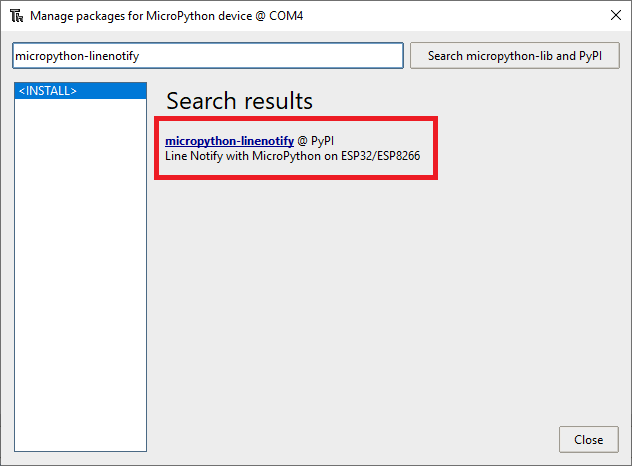 Manage packages for MicroPython device @ COM4
micropython-linenotify
Search micropython-lib and PyPI
<INSTALL>
Search results
micropython-linenotify @ PyPI
Line Notify with MicroPython on ESP32/ESP8266
Close